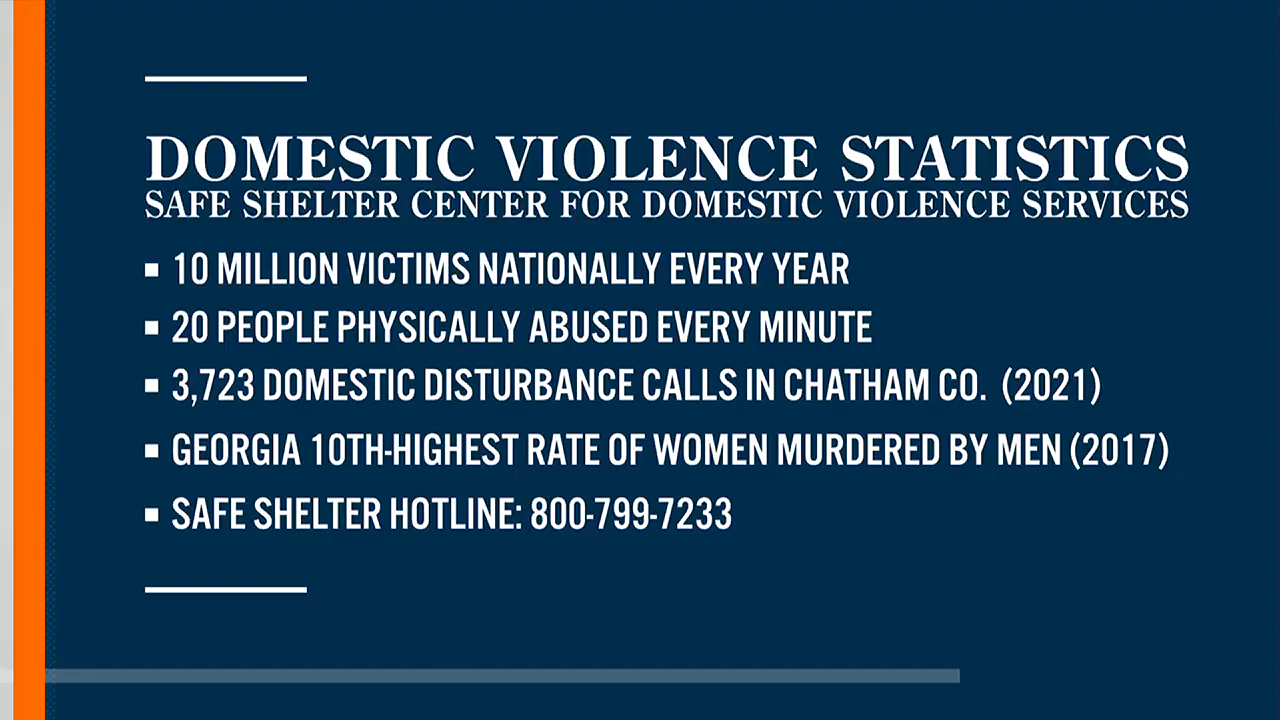 DOMESTIC VIOLENCE STATISTICS
SAFE SHELTER CENTER FOR DOMESTIC VIOLENCE SERVICES
▪ 10 MILLION VICTIMS NATIONALLY EVERY YEAR
▪ 20 PEOPLE PHYSICALLY ABUSED EVERY MINUTE
▪ 3,723 DOMESTIC DISTURBANCE CALLS IN CHATHAM CO. (2021)
▪ GEORGIA 10TH-HIGHEST RATE OF WOMEN MURDERED BY MEN (2017)
▪ SAFE SHELTER HOTLINE: 800-799-7233